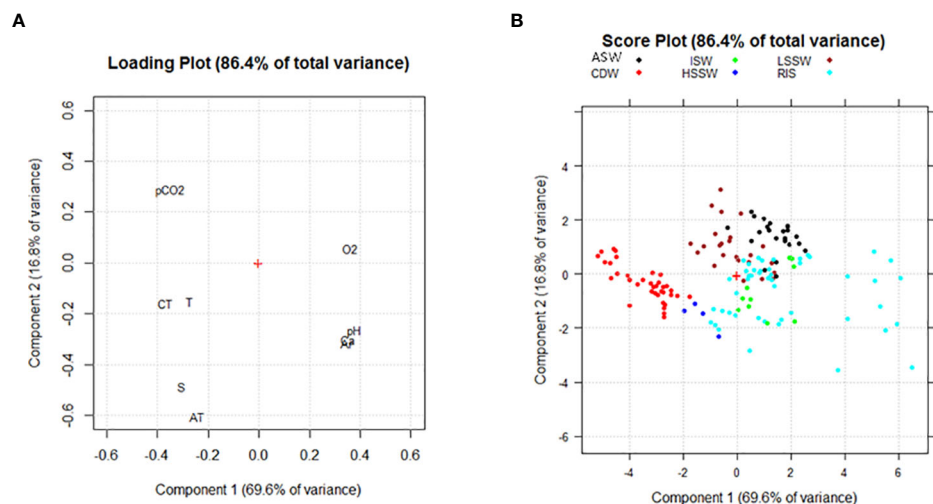 A
Loading Plot (86.4% of total variance)
Component 2 (16.8% of variance)
0.6
0.4
0.2
0.0
-0.2
-0.4
-0.6
pCO2
O2
CT
T
pH
Ca
Ar
S
AT
-0.6 -0.4 -0.2 0.0 0.2 0.4 0.6
Component 1 (69.6% of variance)
B
Score Plot (86.4% of total variance)
ASW ISW LSSW
CDW HSSW RIS
Component 2 (16.8% of variance)
4
2
0
-2
-4
-6
-4 -2 0 2 4 6
Component 1 (69.6% of variance)